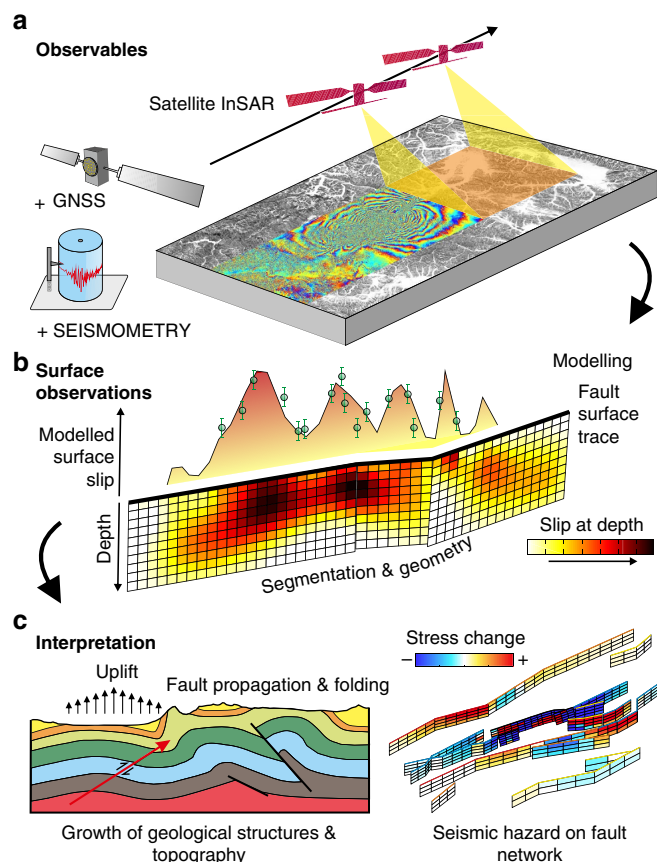 a
Observables
Satellite InSAR
+ GNSS
+ SEISMOMETRY
b
Surface
observations
Modelling
Fault
surface
trace
Modelled
surface
slip
Depth
Slip at depth
Segmentation & geometry
c
Interpretation
Uplift
Fault propagation & folding
Stress change
– +
Growth of geological structures &
topography
Seismic hazard on fault
network